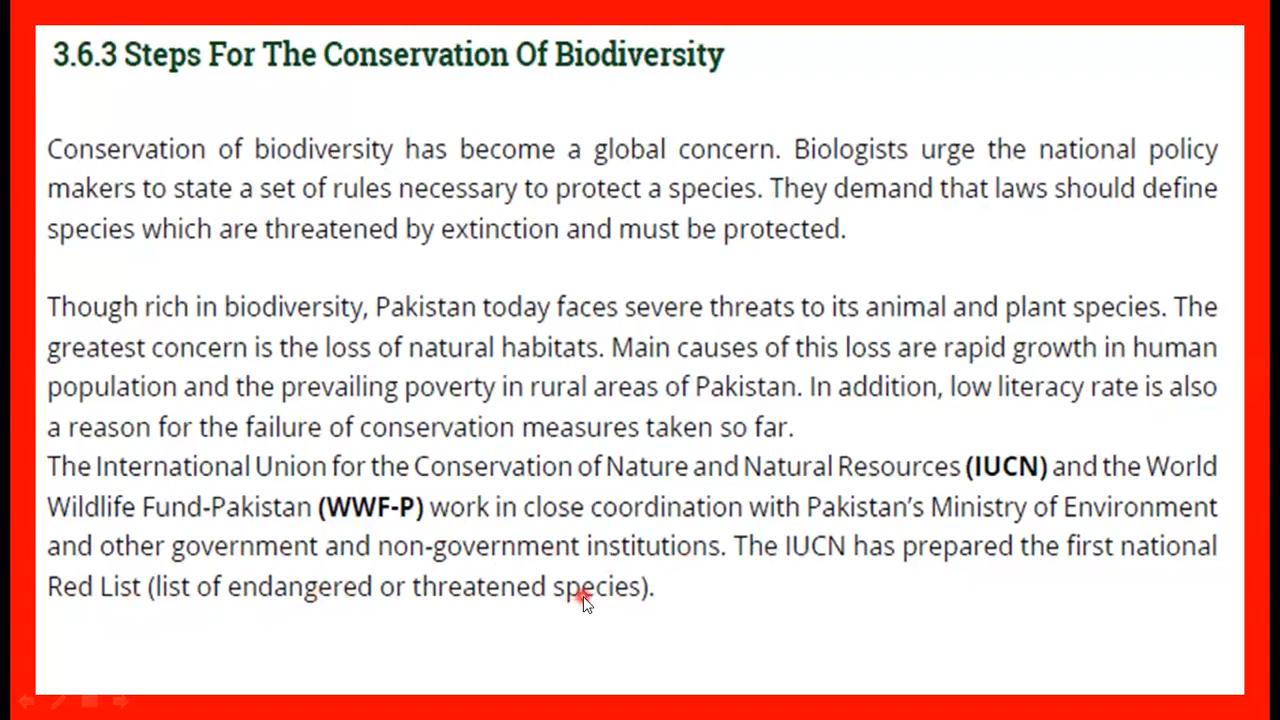 3.6.3 Steps For The Conservation Of Biodiversity
Conservation of biodiversity has become a global concern. Biologists urge the national policy
makers to state a set of rules necessary to protect a species. They demand that laws should define
species which are threatened by extinction and must be protected.
Though rich in biodiversity, Pakistan today faces severe threats to its animal and plant species. The
greatest concern is the loss of natural habitats. Main causes of this loss are rapid growth in human
population and the prevailing poverty in rural areas of Pakistan. In addition, low literacy rate is also
a reason for the failure of conservation measures taken so far.
The International Union for the Conservation of Nature and Natural Resources (IUCN) and the World
Wildlife Fund-Pakistan (WWF-P) work in close coordination with Pakistan’s Ministry of Environment
and other government and non-government institutions. The IUCN has prepared the first national
Red List (list of endangered or threatened species).